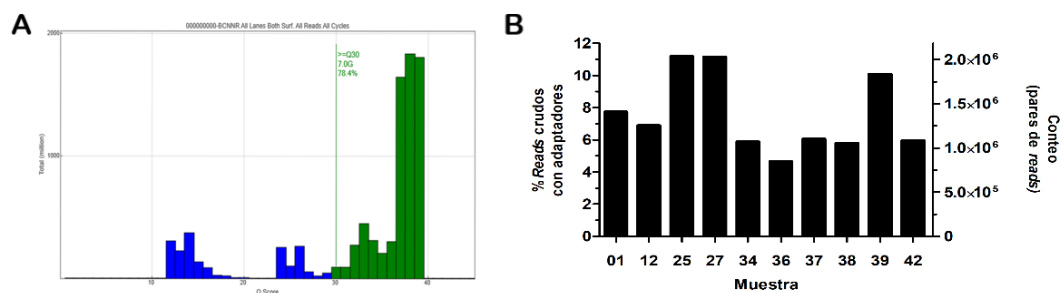 A
000000000-BCNNR All Lanes Both Surf. All Reads All Cycles
2000
1000
Total (million)
>=Q30
7.0G
78.4%
10
20
30
40
Q Score
B
12
10
8
6
4
2
0
% Reads crudos
con adaptadores
2.0×10⁶
1.5×10⁶
1.0×10⁶
5.0×10⁵
0
Conteo
(pares de reads)
01 12 25 27 34 36 37 38 39 42
Muestra